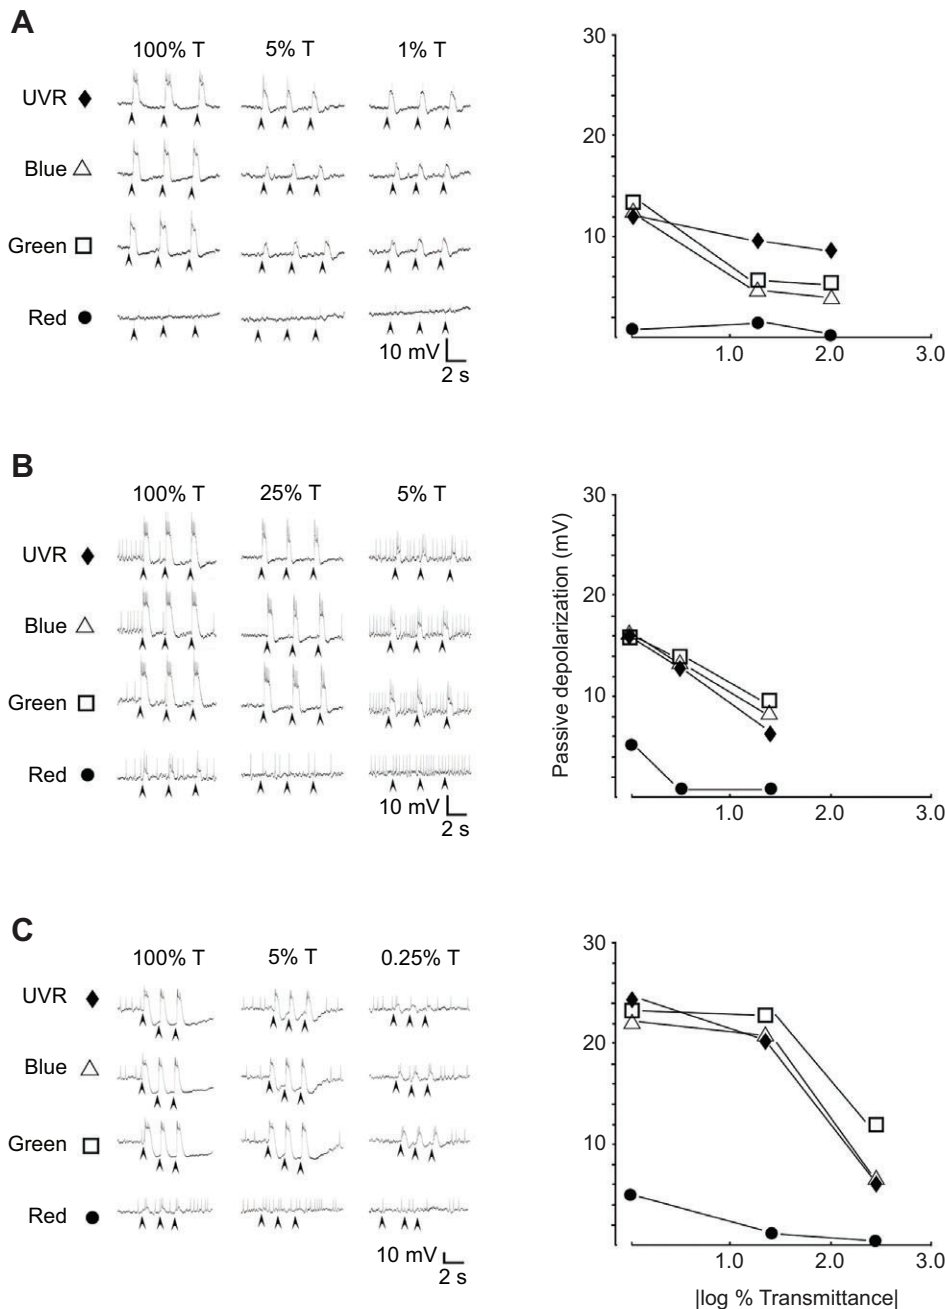 A
100% T 5% T 1% T
UVR
Blue
Green
Red
10 mV
2 s
30
20
10
1.0 2.0 3.0
B
100% T 25% T 5% T
UVR
Blue
Green
Red
10 mV
2 s
Passive depolarization (mV)
30
20
10
1.0 2.0 3.0
C
100% T 5% T 0.25% T
UVR
Blue
Green
Red
10 mV
2 s
30
20
10
1.0 2.0 3.0
|log % Transmittance|